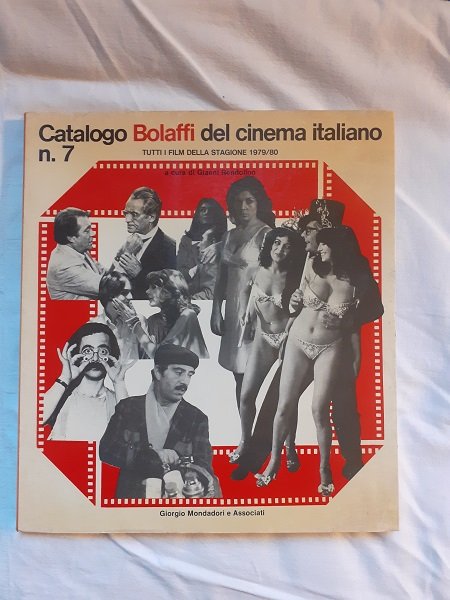 Catalogo Bolaffi del cinema italiano
n. 7
TUTTI I FILM DELLA STAGIONE 1979/80
a cura di Gianni Rondolino
Giorgio Mondadori e Associati